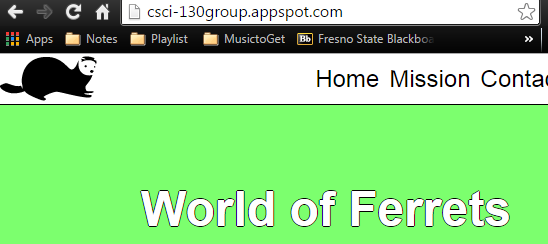 csci-130group.appspot.com
Apps Notes Playlist MusictoGet Bb Fresno State Blackboa »
Home Mission Contac
World of Ferrets